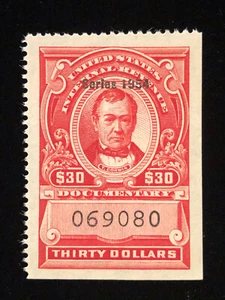 UNITED STATES
INTERNAL REVENUE
Series 1954
$30 $30
DOCUMENTARY
069080
THIRTY DOLLARS